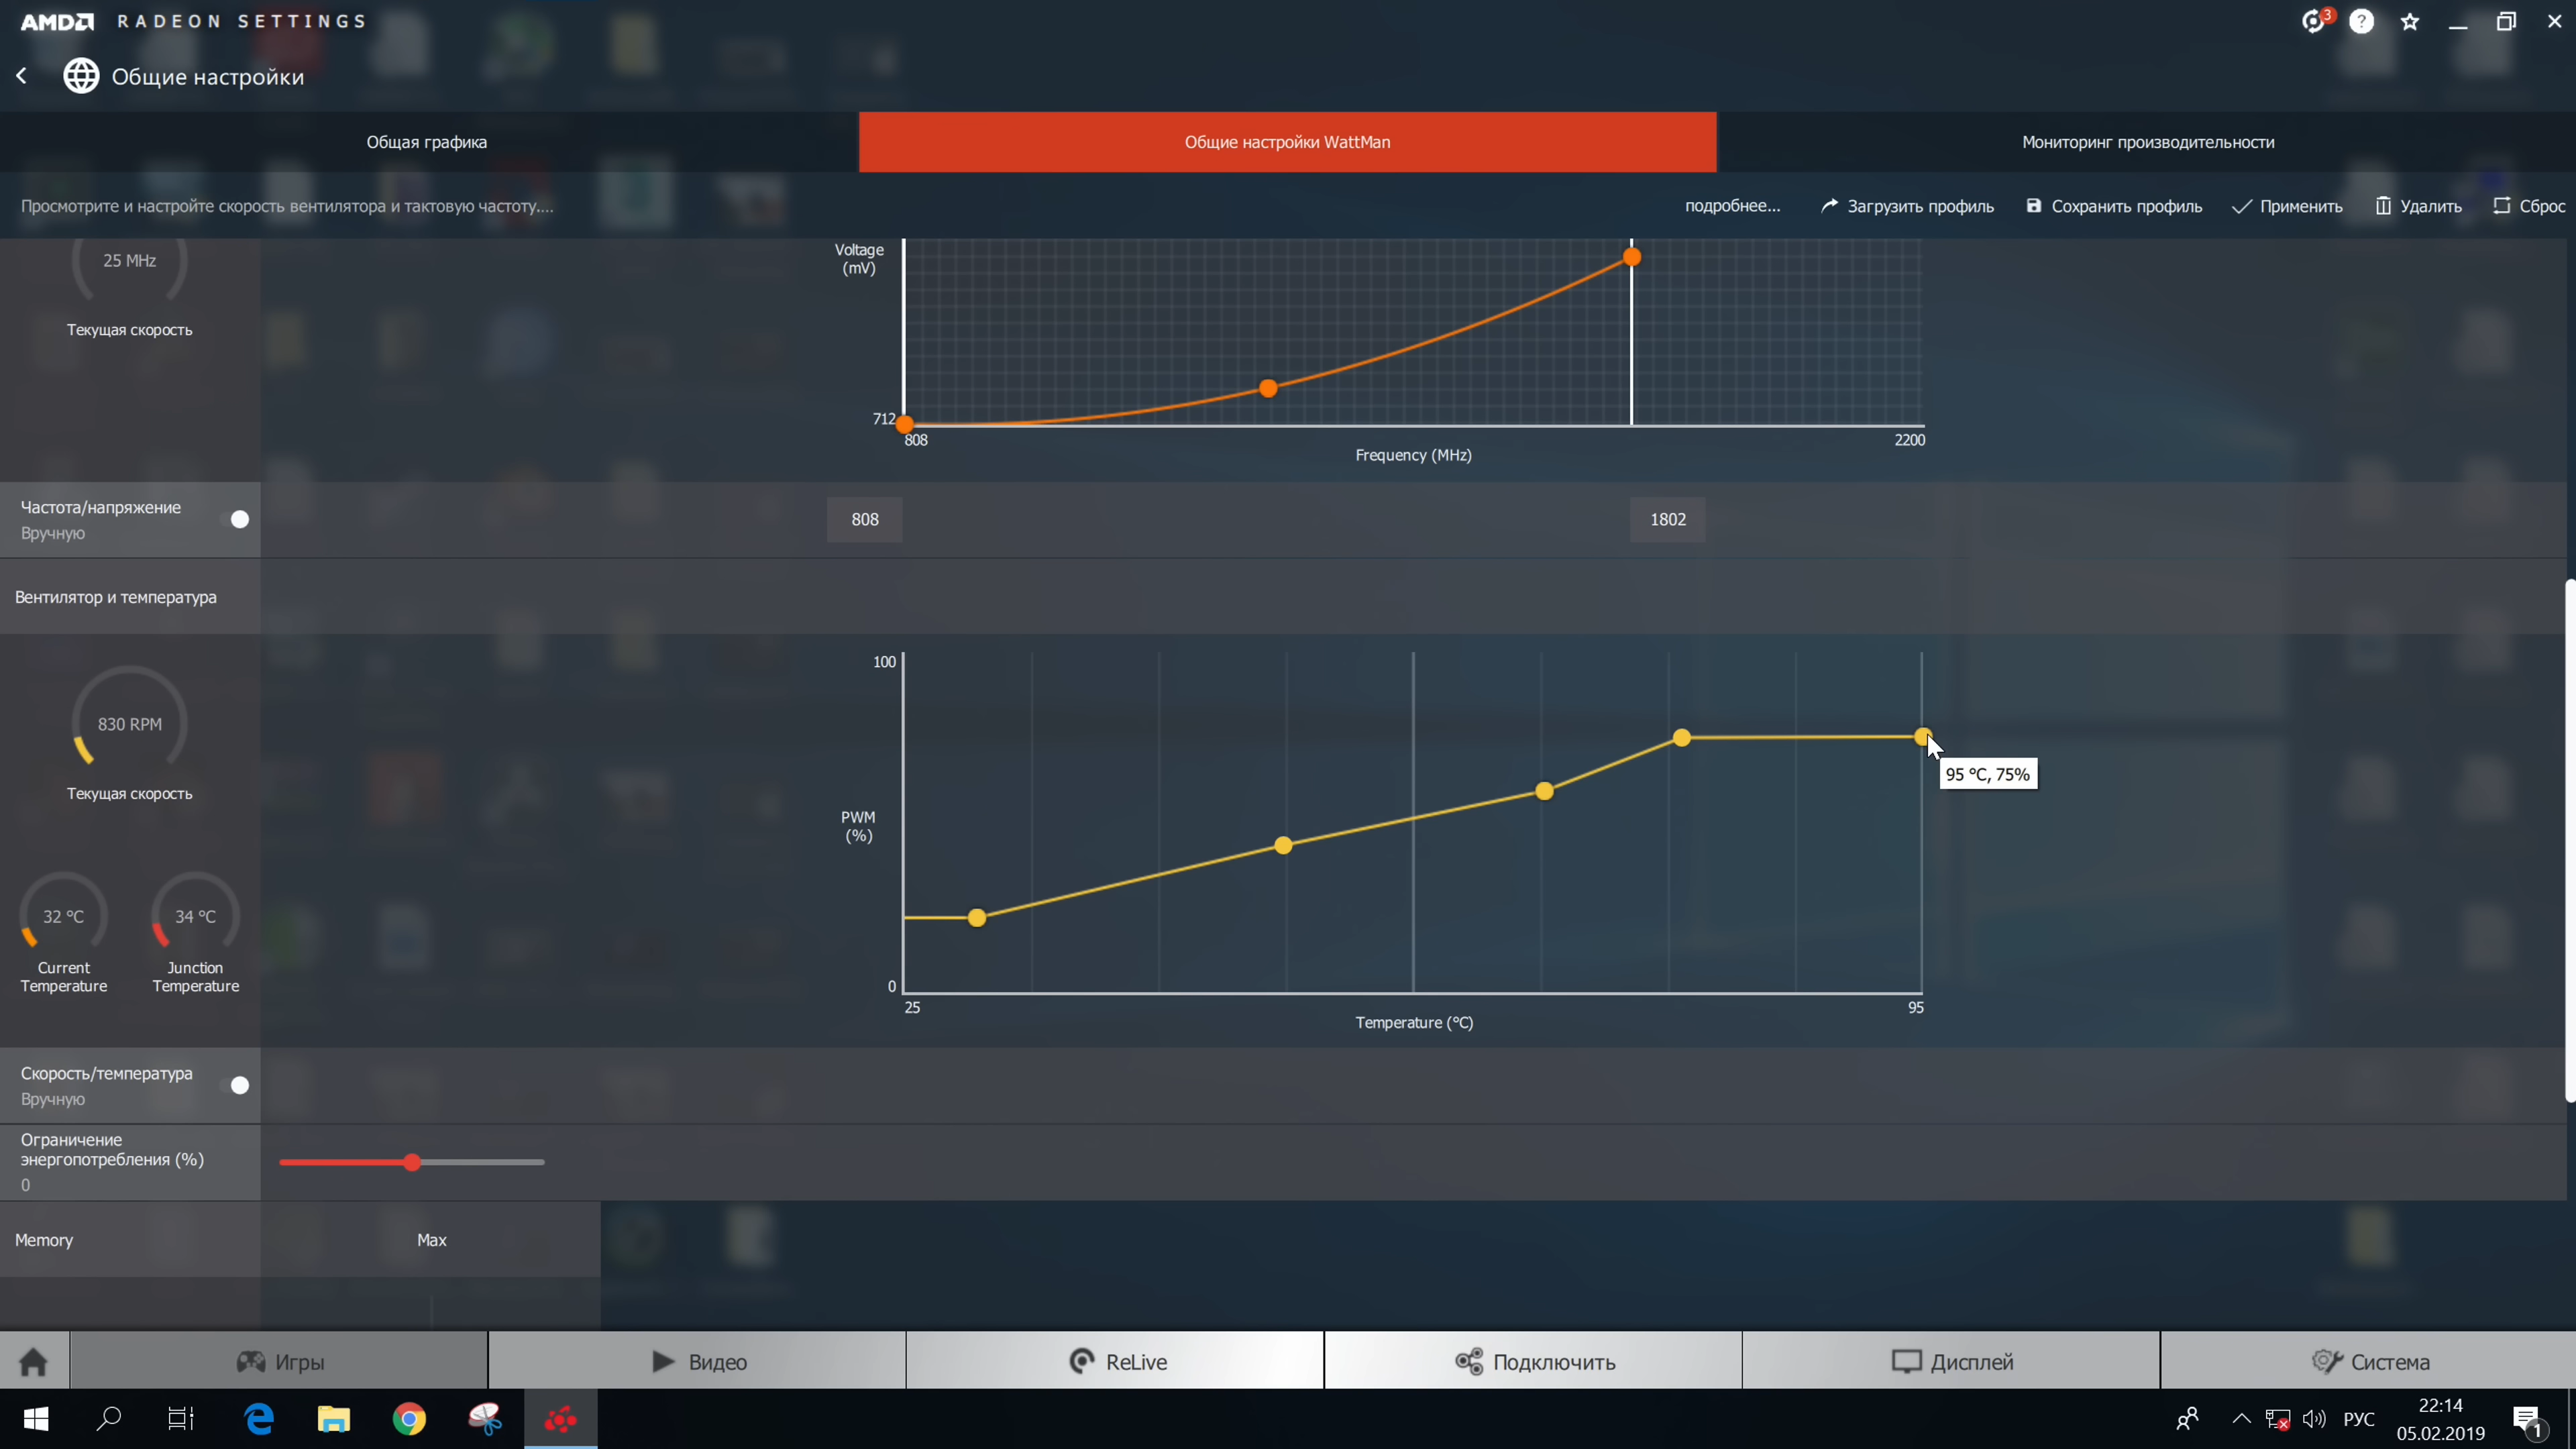 AMD RADEON SETTINGS
3
?
Общие настройки
Общая графика
Общие настройки WattMan
Мониторинг производительности
Просмотрите и настройте скорость вентилятора и тактовую частоту....
подробнее...
Загрузить профиль
Сохранить профиль
Применить
Удалить
Сброс
25 MHz
Текущая скорость
Voltage
(mV)
712
808
2200
Frequency (MHz)
Частота/напряжение
Вручную
808
1802
Вентилятор и температура
830 RPM
Текущая скорость
32 °C
34 °C
Current
Temperature
Junction
Temperature
100
PWM
(%)
0
25
95
Temperature (°C)
95 °C, 75%
Скорость/температура
Вручную
Ограничение
энергопотребления (%)
0
Memory
Max
Игры
Видео
ReLive
Подключить
Дисплей
Система
РУС
22:14
05.02.2019
1